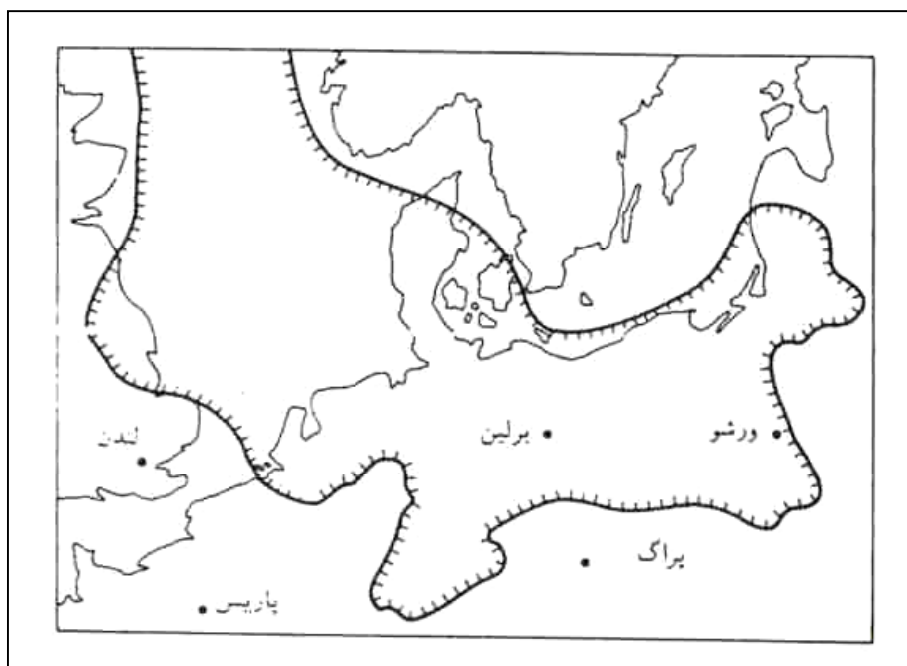 لندن
برلین
ورشو
پراگ
پاریس